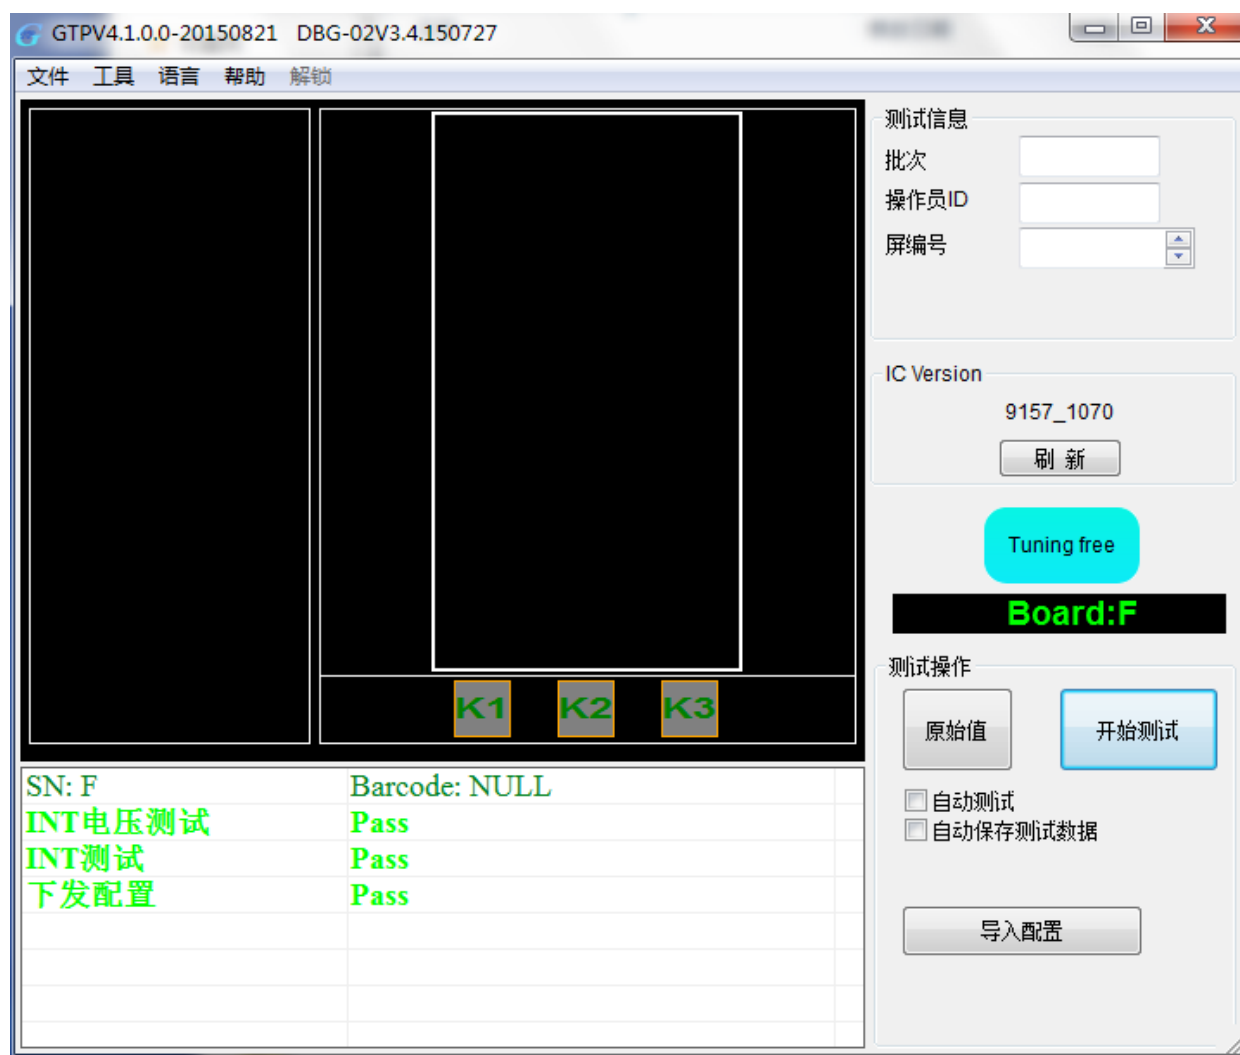 GTPV4.1.0.0-20150821 DBG-02V3.4.150727
文件 工具 语言 帮助 解锁
测试信息
批次
操作员ID
屏编号
IC Version
9157_1070
刷 新
Tuning free
Board:F
测试操作
原始值 开始测试
自动测试
自动保存测试数据
导入配置
K1 K2 K3
SN: F Barcode: NULL
INT电压测试 Pass
INT测试 Pass
下发配置 Pass